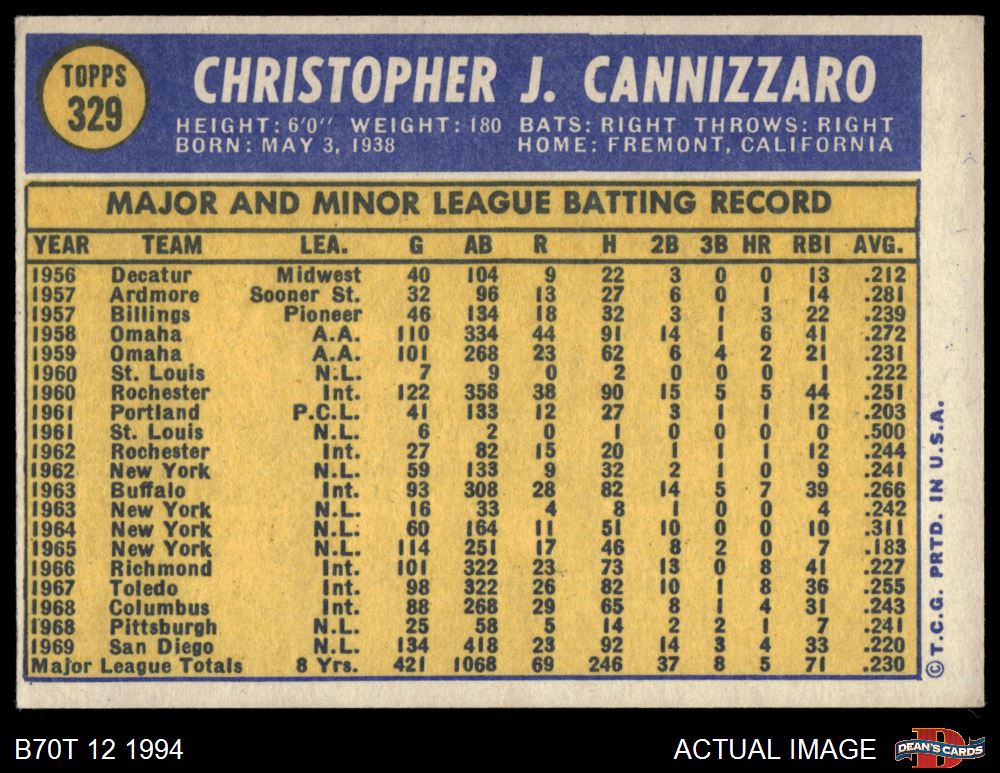 TOPPS
329
CHRISTOPHER J. CANNIZZARO
HEIGHT: 6'0" WEIGHT: 180 BATS: RIGHT THROWS: RIGHT
BORN: MAY 3, 1938 HOME: FREMONT, CALIFORNIA
MAJOR AND MINOR LEAGUE BATTING RECORD
YEAR TEAM LEA. G AB R H 2B 3B HR RBI AVG.
1956 Decatur Midwest 40 104 9 22 3 0 0 13 .212
1957 Ardmore Sooner St. 32 96 13 27 6 0 1 14 .281
1957 Billings Pioneer 46 134 18 32 3 1 3 22 .239
1958 Omaha A.A. 110 334 44 91 14 1 6 41 .272
1959 Omaha A.A. 101 268 23 62 6 4 2 21 .231
1960 St. Louis N.L. 7 9 0 2 0 0 0 1 .222
1960 Rochester Int. 122 358 38 90 15 5 5 44 .251
1961 Portland P.C.L. 41 133 12 27 3 1 1 12 .203
1961 St. Louis N.L. 6 2 0 1 0 0 0 0 .500
1962 Rochester Int. 27 82 15 20 1 1 1 12 .244
1962 New York N.L. 59 133 9 32 2 1 0 9 .241
1963 Buffalo Int. 93 308 28 82 14 5 7 39 .266
1963 New York N.L. 16 33 4 8 1 0 0 4 .242
1964 New York N.L. 60 164 11 51 10 0 0 10 .311
1965 New York N.L. 114 251 17 46 8 2 0 7 .183
1966 Richmond Int. 101 322 23 73 13 0 8 41 .227
1967 Toledo Int. 98 322 26 82 10 1 8 36 .255
1968 Columbus Int. 88 268 29 65 8 1 4 31 .243
1968 Pittsburgh N.L. 25 58 5 14 2 2 1 7 .241
1969 San Diego N.L. 134 418 23 92 14 3 4 33 .220
Major League Totals 8 Yrs. 421 1068 69 246 37 8 5 71 .230
© T.C.G. PRTD. IN U.S.A.
B70T 12 1994
ACTUAL IMAGE
DEAN'S CARDS